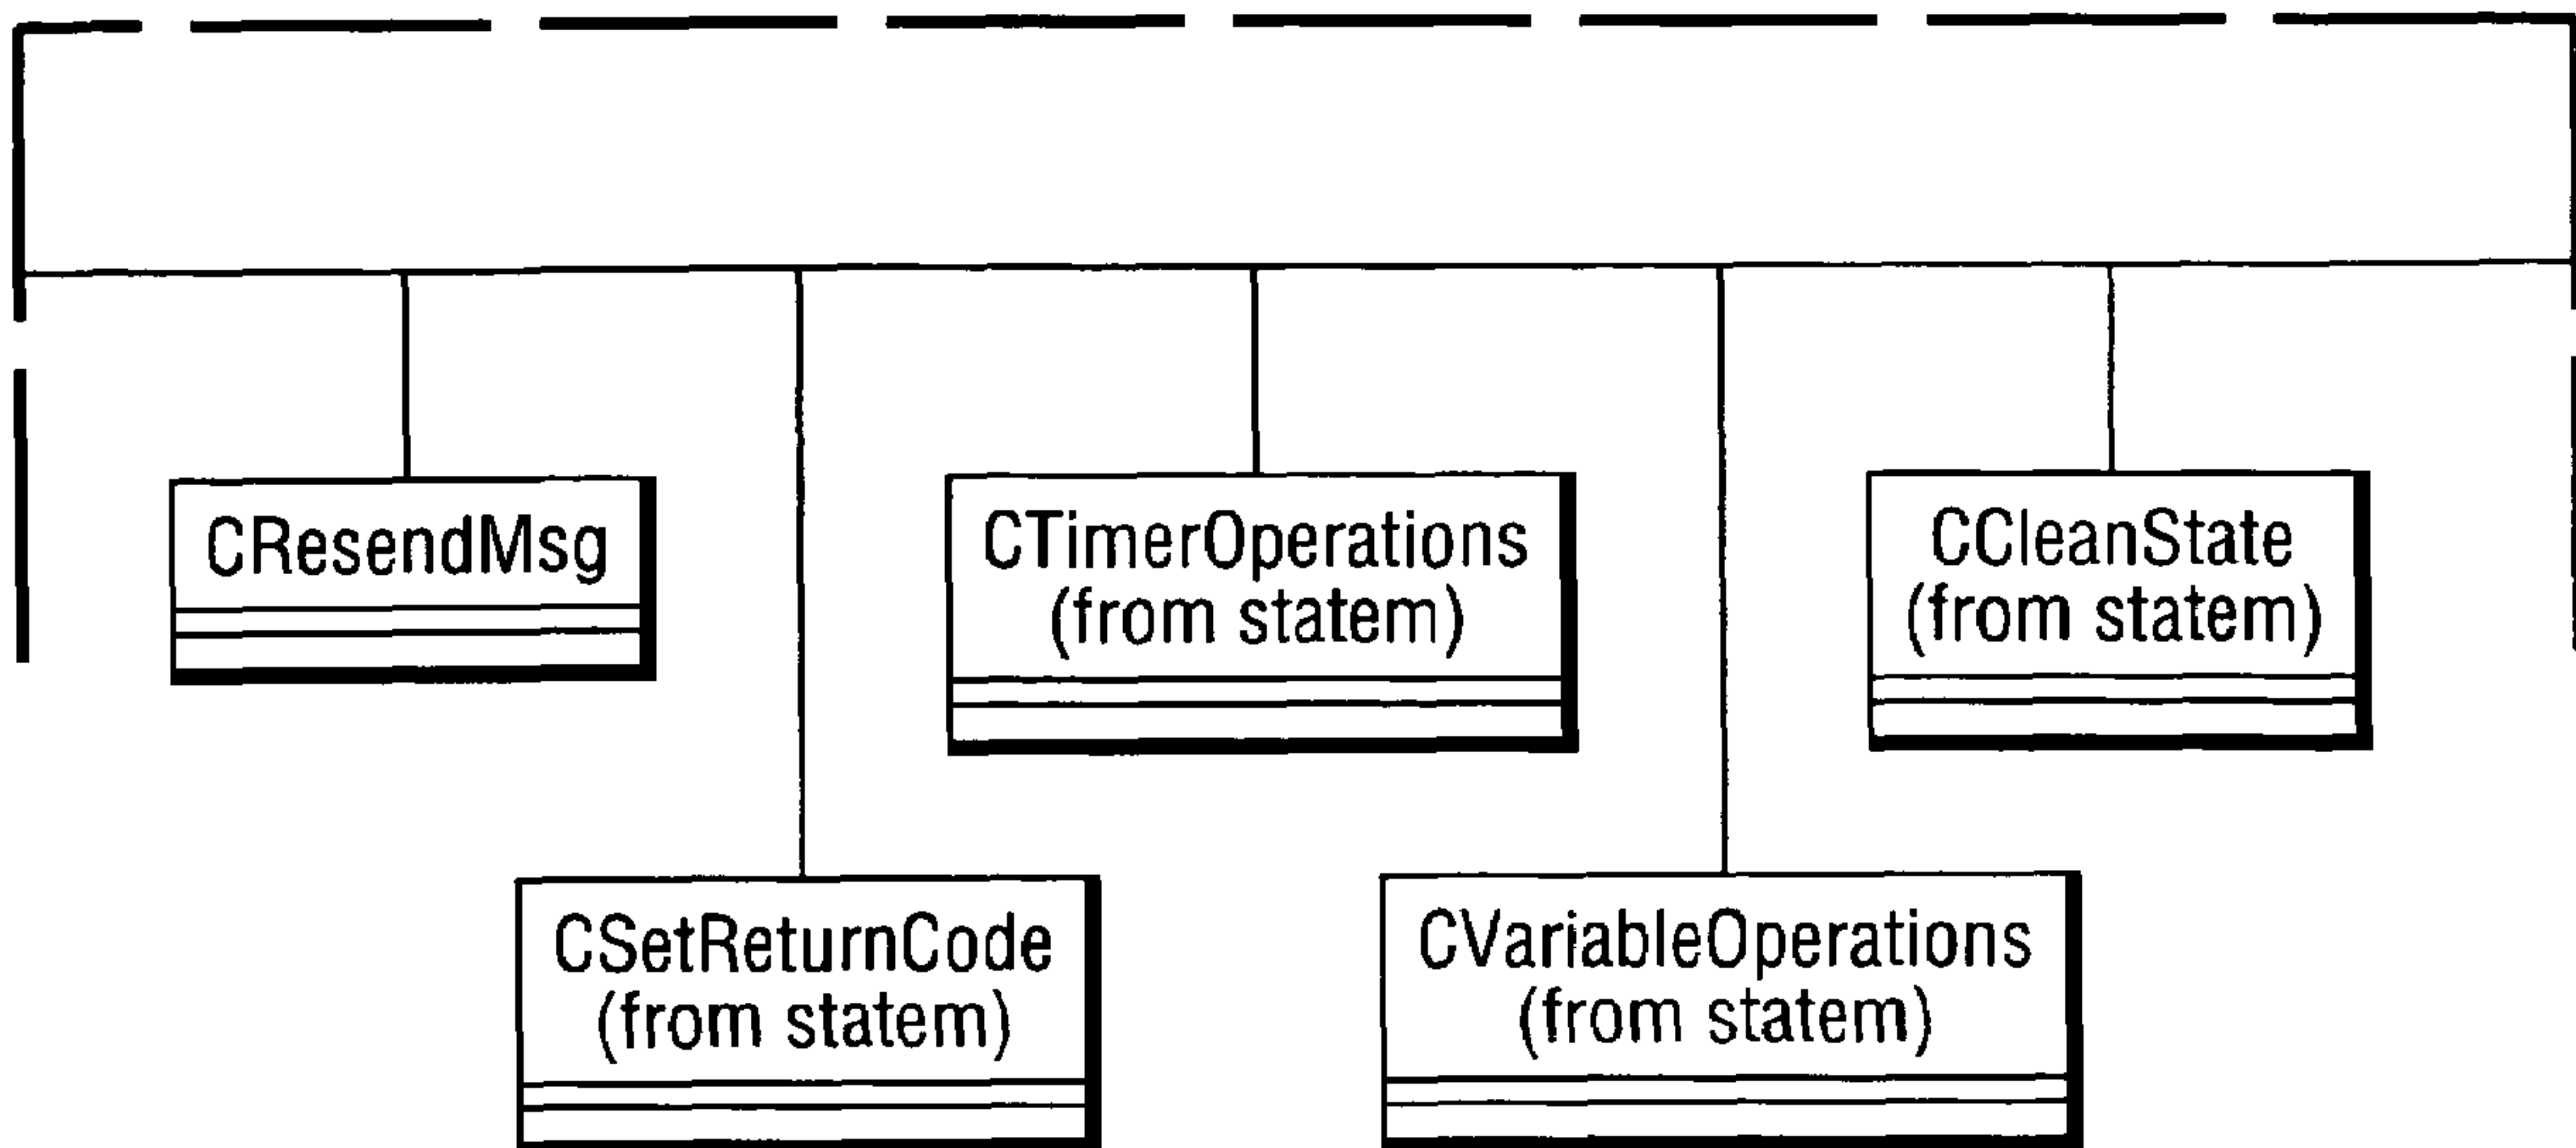 CResendMsg
CTimerOperations
(from statem)
CCleanState
(from statem)
CSetReturnCode
(from statem)
CVariableOperations
(from statem)